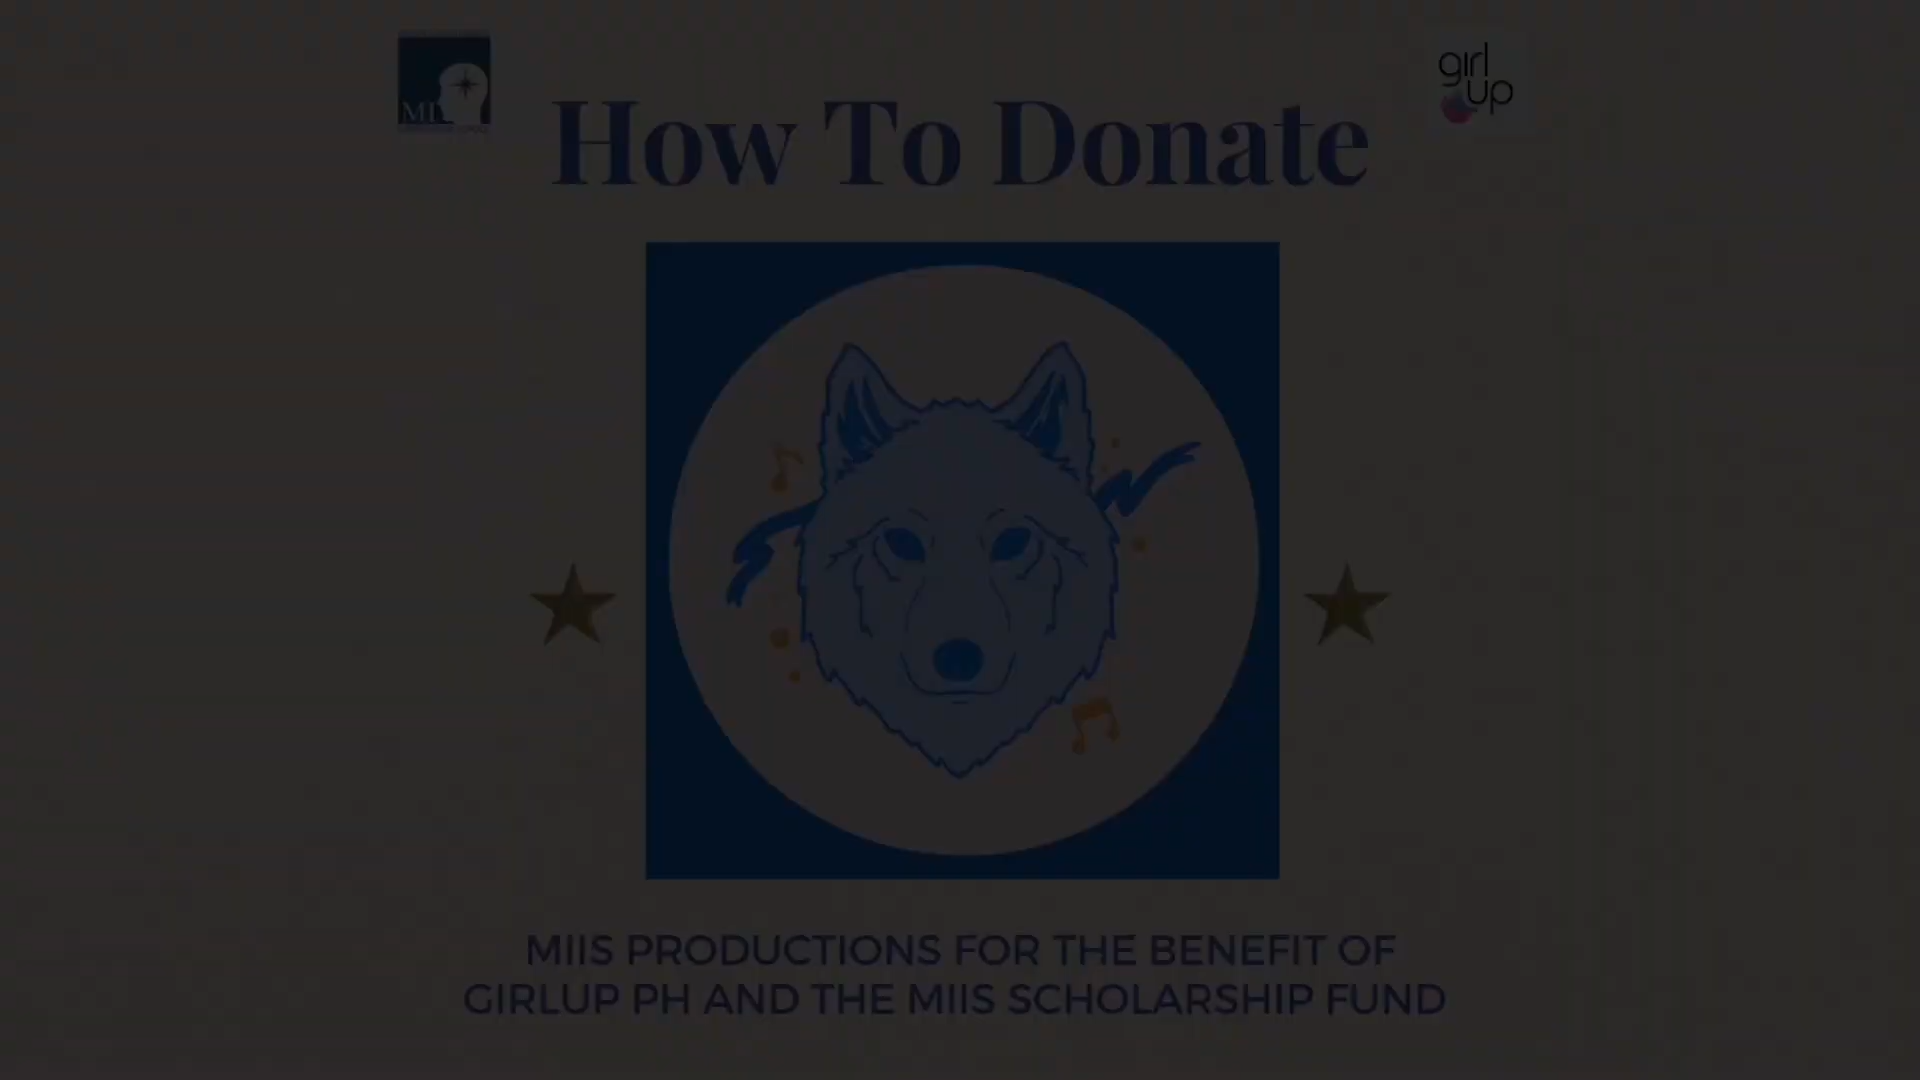 girl
up
How To Donate
MIIS PRODUCTIONS FOR THE BENEFIT OF
GIRLUP PH AND THE MIIS SCHOLARSHIP FUND